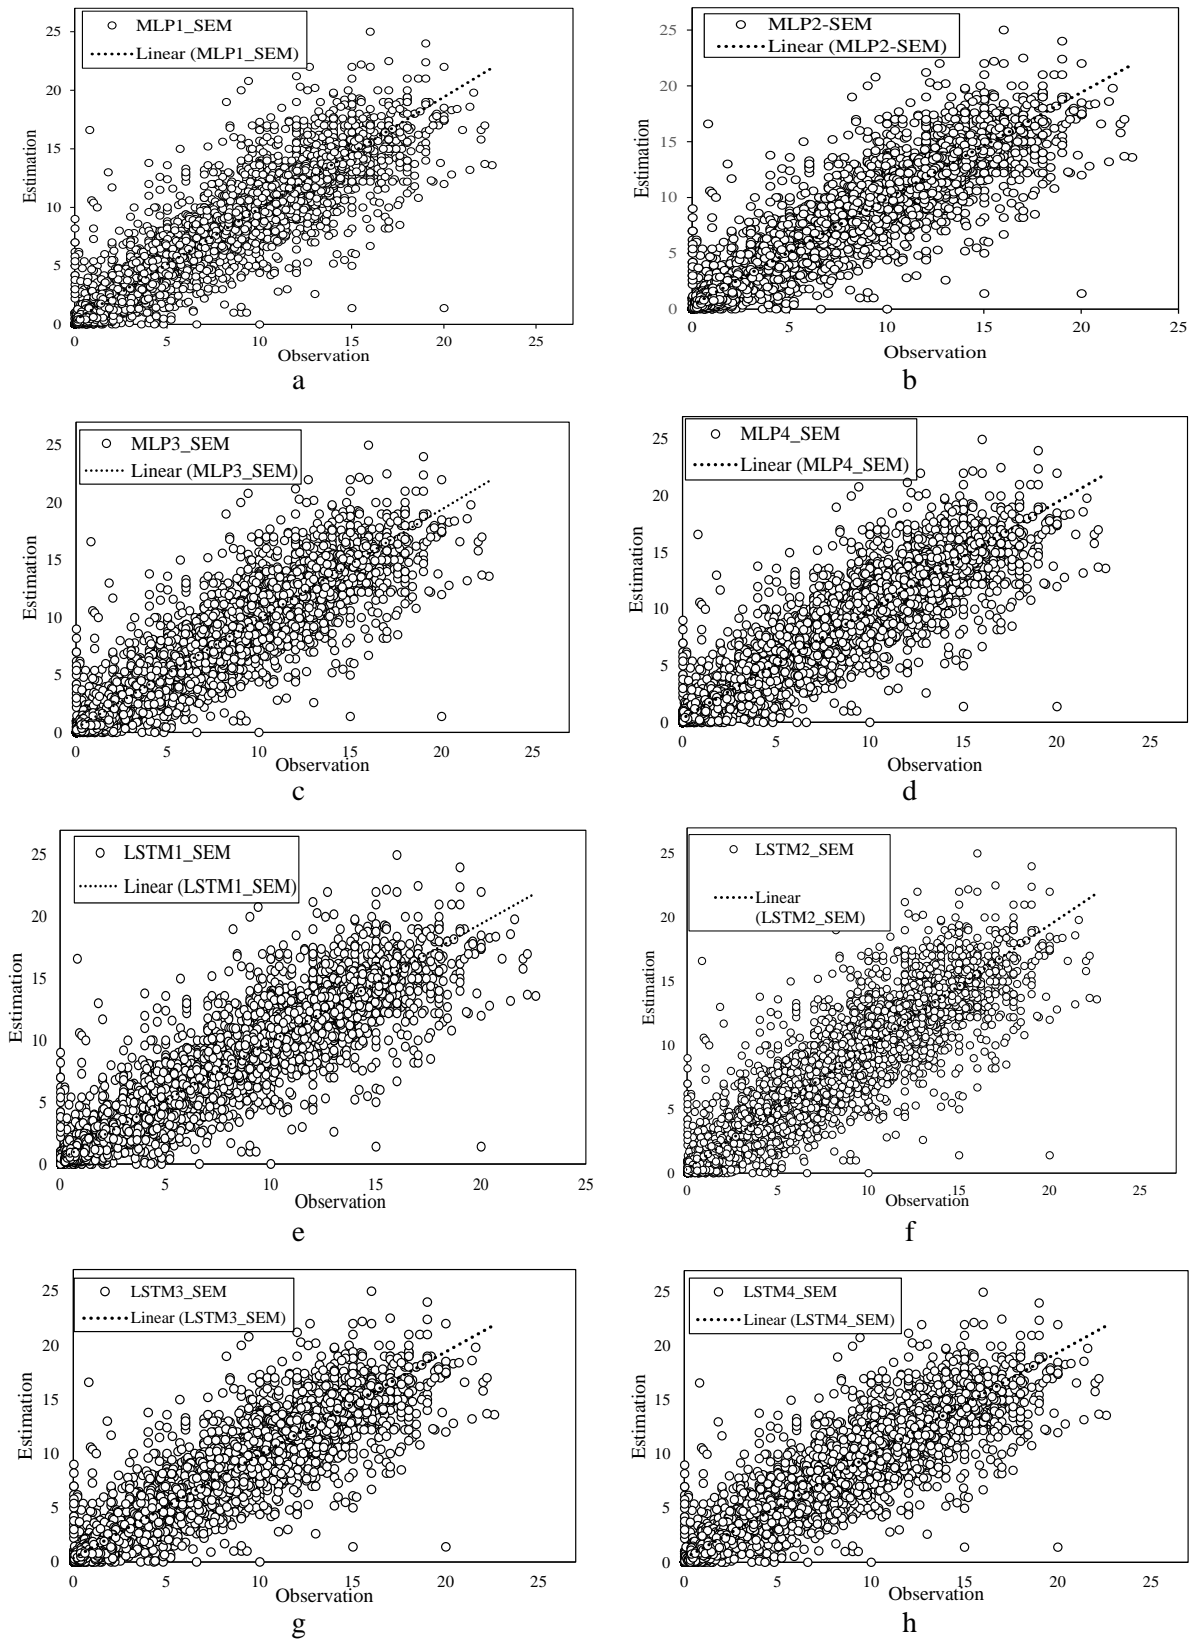 MLP1_SEM
Linear (MLP1_SEM)
Estimation
25
20
15
10
5
0
0 5 10 15 20 25
Observation
a
MLP2-SEM
Linear (MLP2-SEM)
Estimation
25
20
15
10
5
0
0 5 10 15 20 25
Observation
b
MLP3_SEM
Linear (MLP3_SEM)
Estimation
25
20
15
10
5
0
0 5 10 15 20 25
Observation
c
MLP4_SEM
Linear (MLP4_SEM)
Estimation
25
20
15
10
5
0
0 5 10 15 20 25
Observation
d
LSTM1_SEM
Linear (LSTM1_SEM)
Estimation
25
20
15
10
5
0
0 5 10 15 20 25
Observation
e
LSTM2_SEM
Linear
(LSTM2_SEM)
Estimation
25
20
15
10
5
0
0 5 10 15 20 25
Observation
f
LSTM3_SEM
Linear (LSTM3_SEM)
Estimation
25
20
15
10
5
0
0 5 10 15 20 25
Observation
g
LSTM4_SEM
Linear (LSTM4_SEM)
Estimation
25
20
15
10
5
0
0 5 10 15 20 25
Observation
h